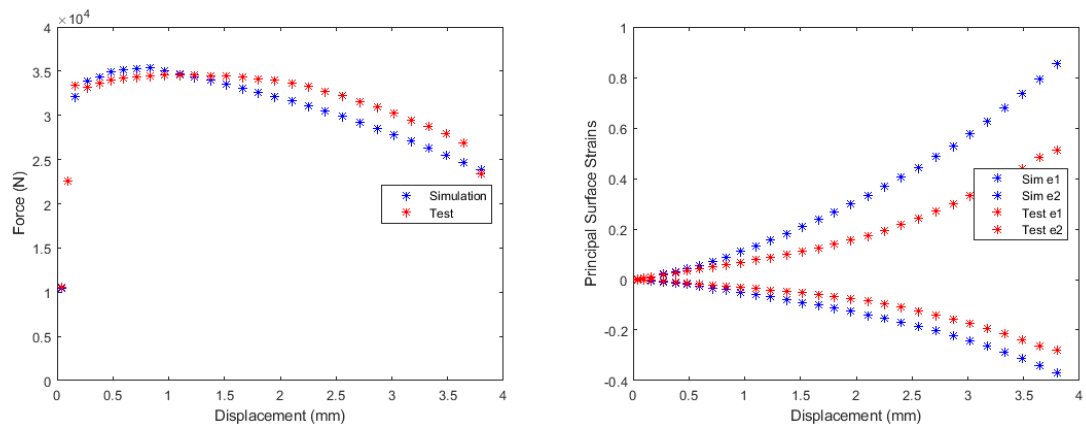 ×10⁴
4
3.5
3
2.5
2
1.5
1
0.5
0
0 0.5 1 1.5 2 2.5 3 3.5 4
Force (N)
Displacement (mm)
Simulation
Test
1
0.8
0.6
0.4
0.2
0
-0.2
-0.4
0 0.5 1 1.5 2 2.5 3 3.5 4
Principal Surface Strains
Displacement (mm)
Sim e1
Sim e2
Test e1
Test e2